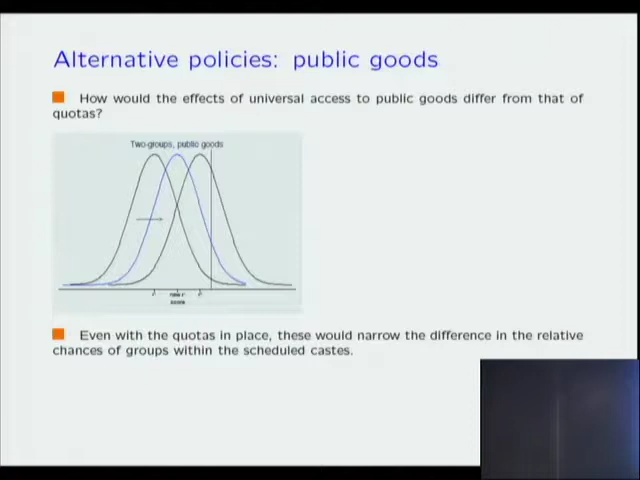 Alternative policies: public goods
How would the effects of universal access to public goods differ from that of
quotas?
Two-groups, public goods
Even with the quotas in place, these would narrow the difference in the relative
chances of groups within the scheduled castes.